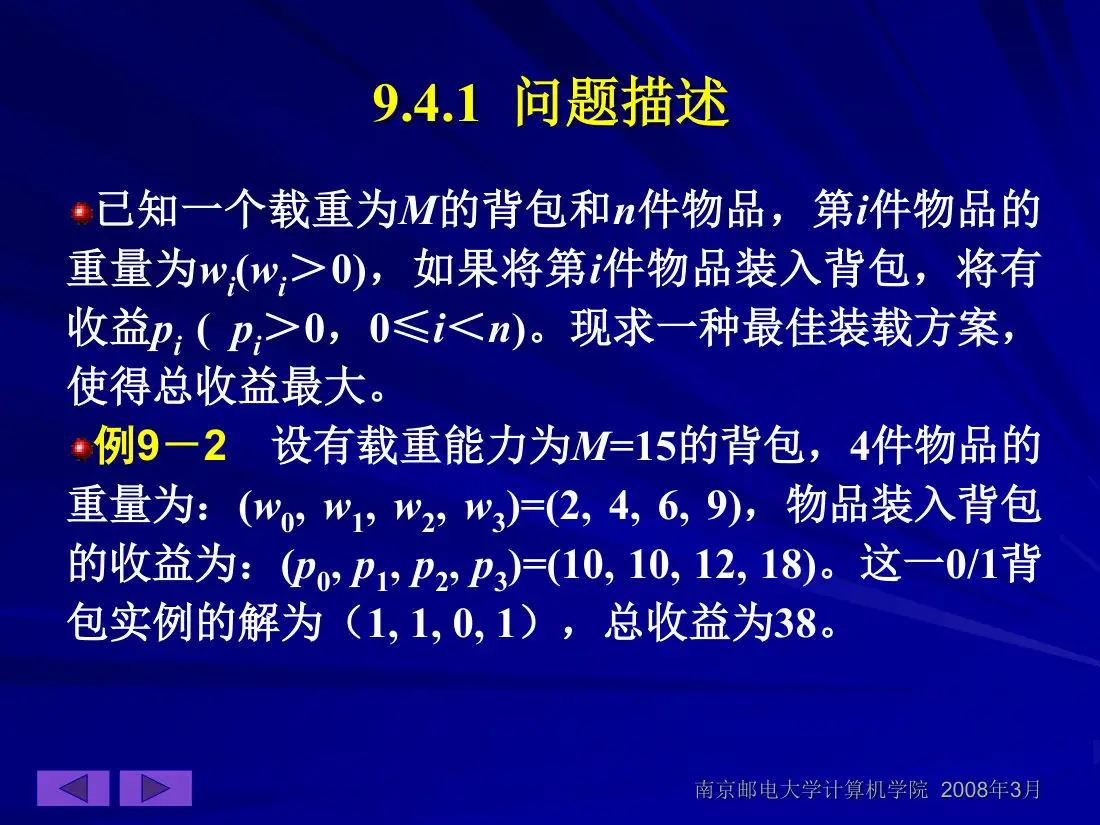 9.4.1 问题描述
已知一个载重为M的背包和n件物品，第i件物品的
重量为wi(wi＞0)，如果将第i件物品装入背包，将有
收益pi ( pi＞0，0≤i＜n)。现求一种最佳装载方案，
使得总收益最大。
例9－2 设有载重能力为M=15的背包，4件物品的
重量为：(w0, w1, w2, w3)=(2, 4, 6, 9)，物品装入背包
的收益为：(p0, p1, p2, p3)=(10, 10, 12, 18)。这一0/1背
包实例的解为（1, 1, 0, 1），总收益为38。
南京邮电大学计算机学院 2008年3月